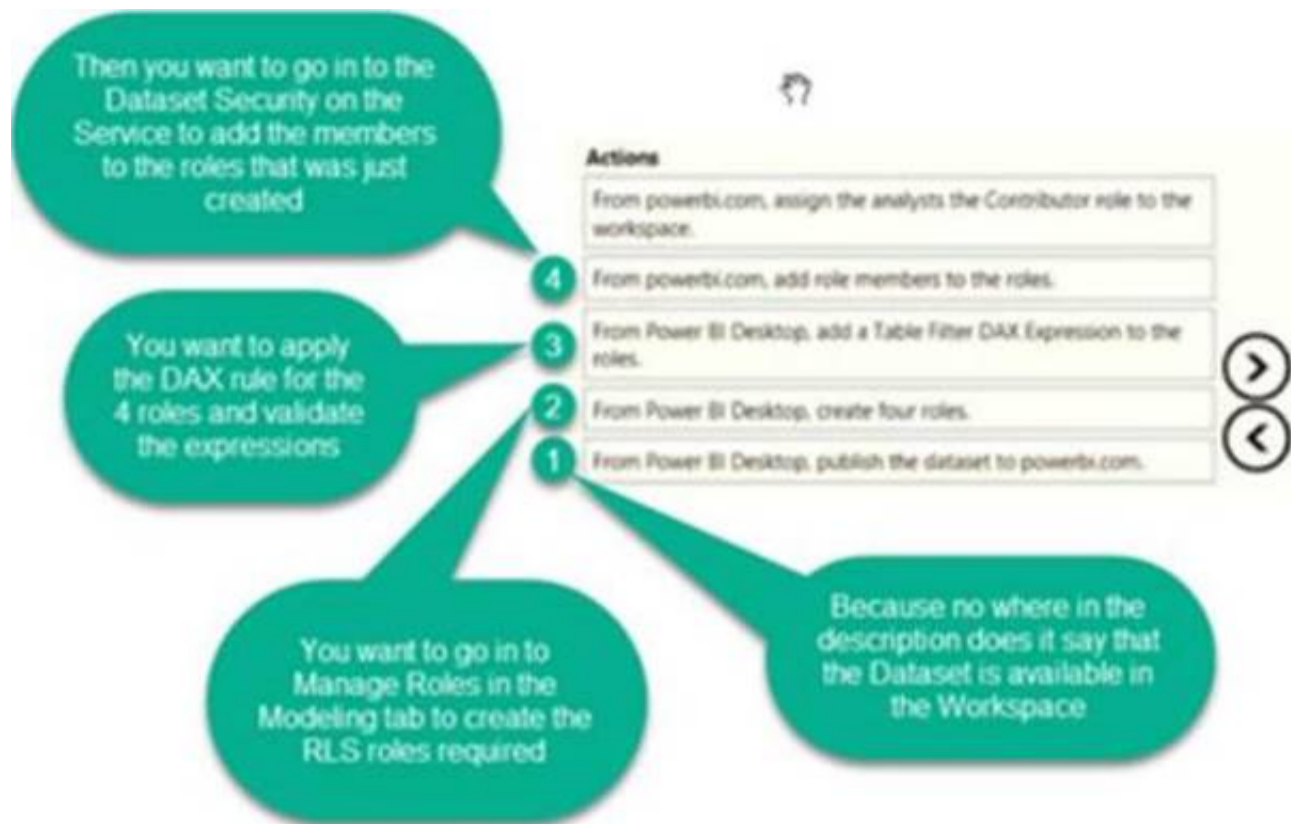 Then you want to go in to the
Dataset Security on the
Service to add the members
to the roles that was just
created
Actions
From powerbi.com, assign the analysts the Contributor role to the
workspace.
4
From powerbi.com, add role members to the roles.
You want to apply
the DAX rule for the
4 roles and validate
the expressions
3
From Power BI Desktop, add a Table Filter DAX Expression to the
roles.
2
From Power BI Desktop, create four roles.
1
From Power BI Desktop, publish the dataset to powerbi.com.
You want to go in to
Manage Roles in the
Modeling tab to create the
RLS roles required
Because no where in the
description does it say that
the Dataset is available in
the Workspace